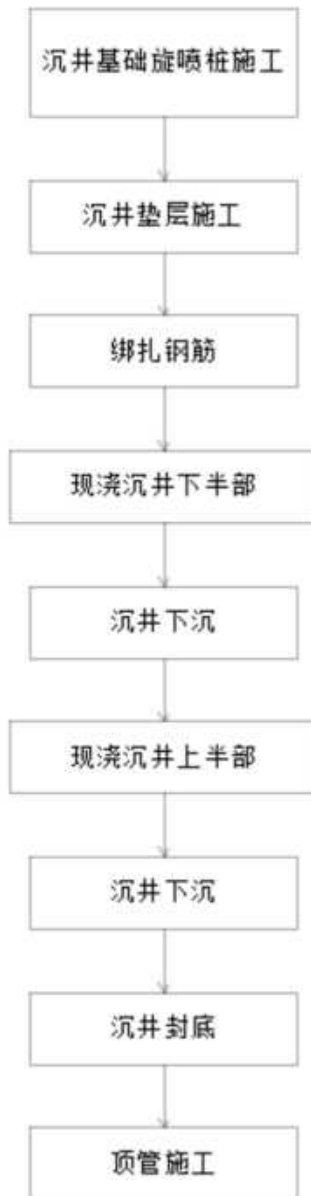 沉井基础旋喷桩施工
沉井垫层施工
绑扎钢筋
现浇沉井下半部
沉井下沉
现浇沉井上半部
沉井下沉
沉井封底
顶管施工